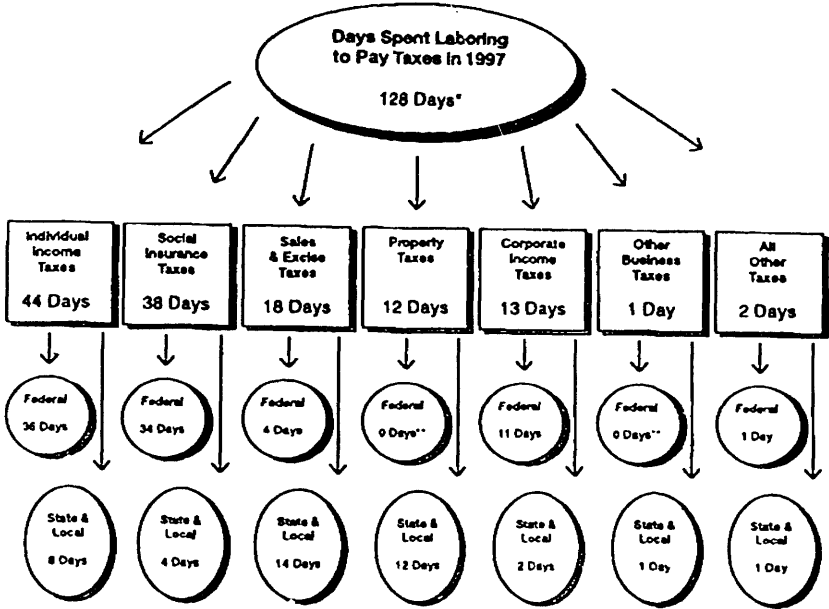 Days Spent Laboring
to Pay Taxes in 1997
128 Days*
Individual
Income
Taxes
44 Days
Social
Insurance
Taxes
38 Days
Sales
& Excise
Taxes
18 Days
Property
Taxes
12 Days
Corporate
Income
Taxes
13 Days
Other
Business
Taxes
1 Day
All
Other
Taxes
2 Days
Federal
36 Days
Federal
34 Days
Federal
4 Days
Federal
0 Days**
Federal
11 Days
Federal
0 Days**
Federal
1 Day
State &
Local
8 Days
State &
Local
4 Days
State &
Local
14 Days
State &
Local
12 Days
State &
Local
2 Days
State &
Local
1 Day
State &
Local
1 Day